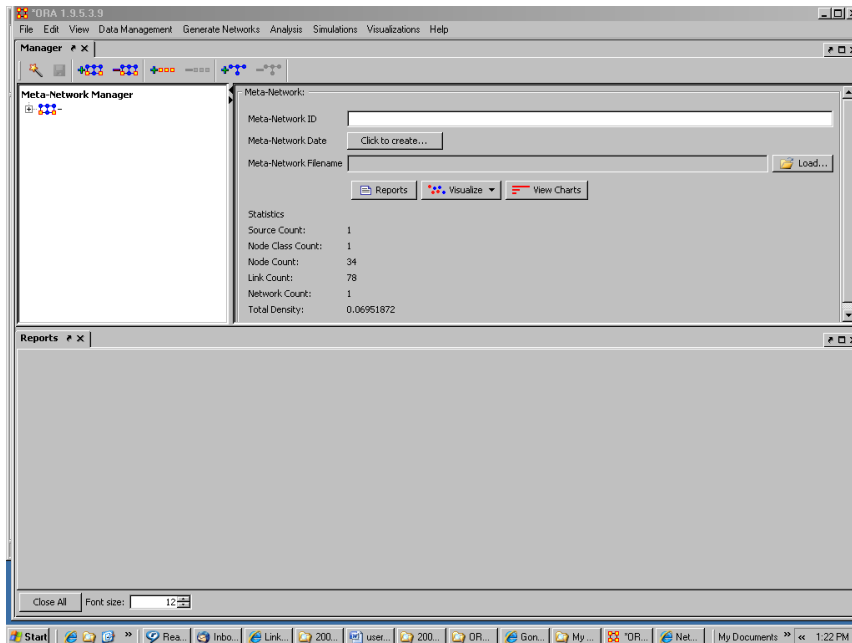 *ORA 1.9.5.3.9
File Edit View Data Management Generate Networks Analysis Simulations Visualizations Help
Manager
Meta-Network Manager
-
Meta-Network:
Meta-Network ID
Meta-Network Date Click to create...
Meta-Network Filename Load...
Reports Visualize View Charts
Statistics
Source Count: 1
Node Class Count: 1
Node Count: 34
Link Count: 78
Network Count: 1
Total Density: 0.06951872
Reports
Close All Font size: 12
Start » Rea... Inbo... Link... 200... user... 200... OR... Gon... My ... *OR... Net... My Documents » « 1:22 PM